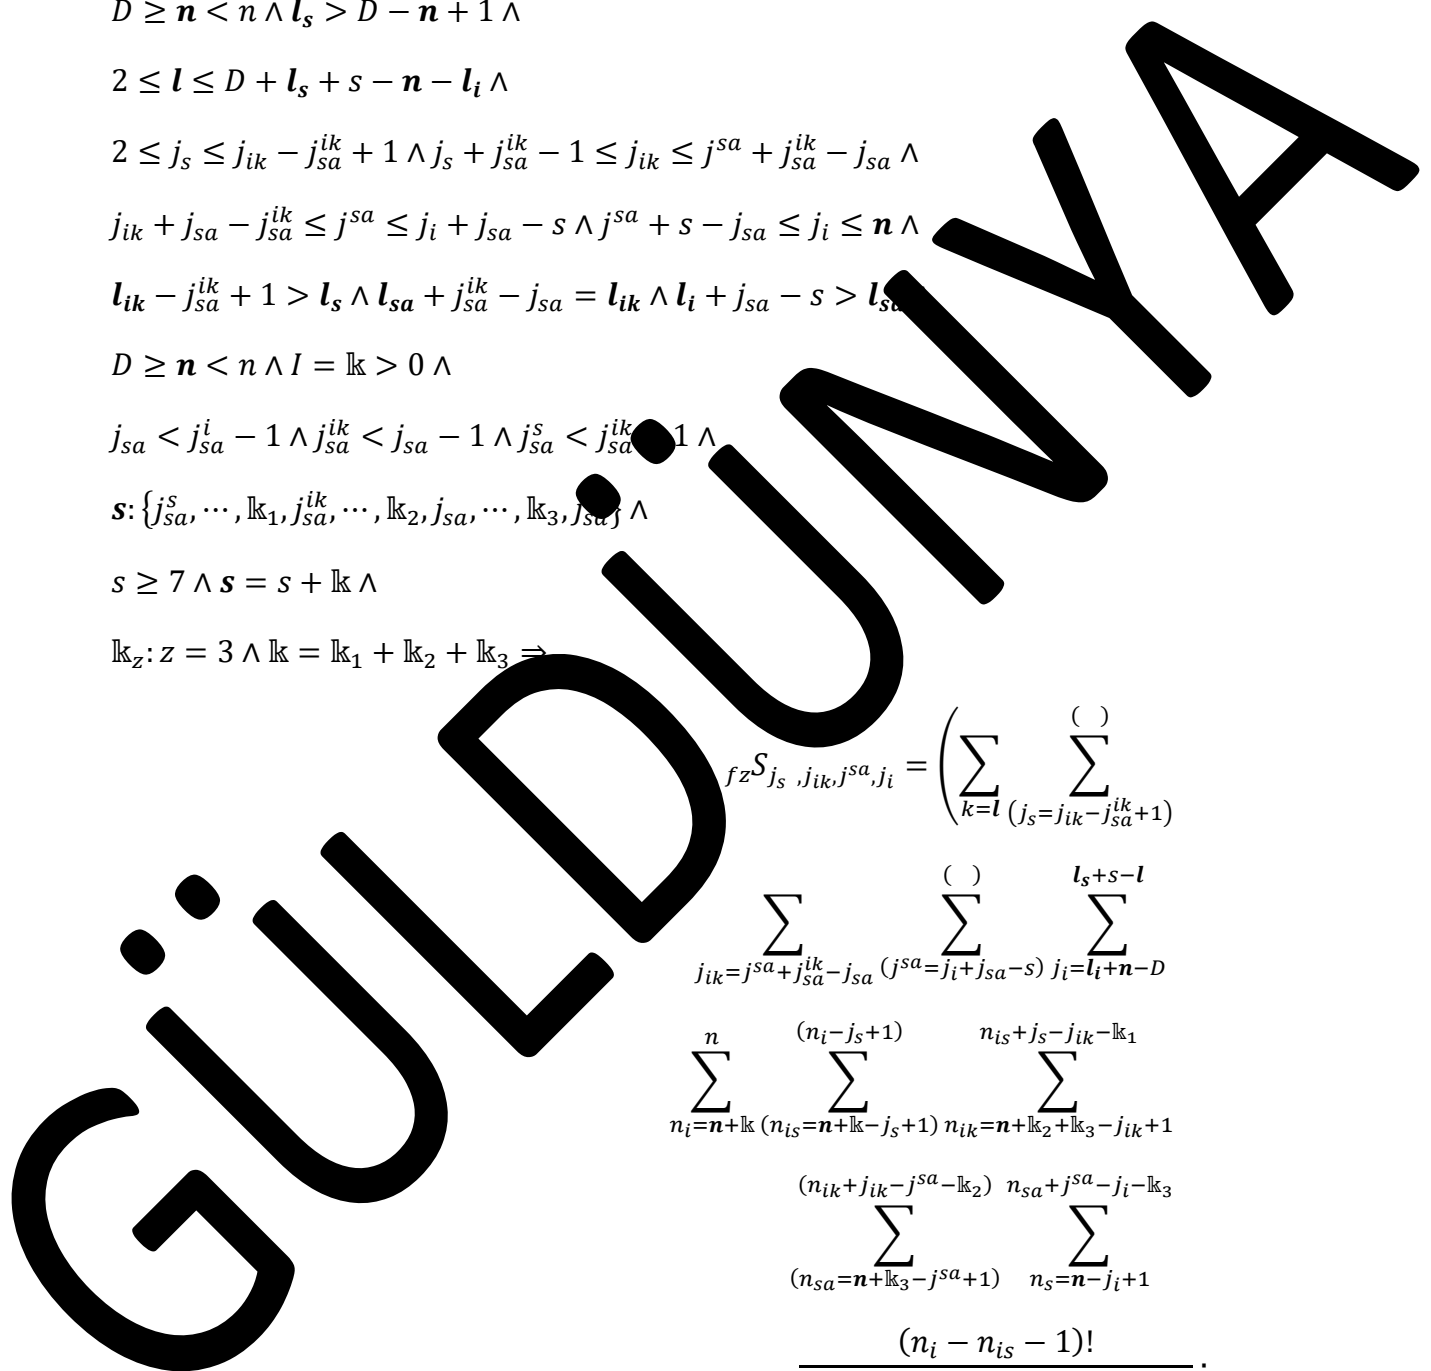 D ≥ 𝒏 < n ∧ 𝒍ₛ > D − 𝒏 + 1 ∧
2 ≤ 𝒍 ≤ D + 𝒍ₛ + s − 𝒏 − 𝒍ᵢ ∧
2 ≤ j_s ≤ j_{ik} − j_{sa}^{ik} + 1 ∧ j_s + j_{sa}^{ik} − 1 ≤ j_{ik} ≤ j^{sa} + j_{sa}^{ik} − j_{sa} ∧
j_{ik} + j_{sa} − j_{sa}^{ik} ≤ j^{sa} ≤ j_i + j_{sa} − s ∧ j^{sa} + s − j_{sa} ≤ j_i ≤ 𝒏 ∧
𝒍_{ik} − j_{sa}^{ik} + 1 > 𝒍_s ∧ 𝒍_{sa} + j_{sa}^{ik} − j_{sa} = 𝒍_{ik} ∧ 𝒍_i + j_{sa} − s > 𝒍_{sa}
D ≥ 𝒏 < n ∧ I = 𝕜 > 0 ∧
j_{sa} < j_{sa}^{i} − 1 ∧ j_{sa}^{ik} < j_{sa} − 1 ∧ j_{sa}^{s} < j_{sa}^{ik} 1 ∧
𝒔: {j_{sa}^{s}, ⋯, 𝕜_1, j_{sa}^{ik}, ⋯, 𝕜_2, j_{sa}, ⋯, 𝕜_3, j_{sa}} ∧
s ≥ 7 ∧ 𝒔 = s + 𝕜 ∧
𝕜_z: z = 3 ∧ 𝕜 = 𝕜_1 + 𝕜_2 + 𝕜_3 ⇒
_{fz}S_{j_s ,j_{ik},j^{sa},j_i} = ( ∑_{k=𝒍} ∑_{(j_s=j_{ik}−j_{sa}^{ik}+1)}^{( )}
∑_{j_{ik}=j^{sa}+j_{sa}^{ik}−j_{sa}} ∑_{(j^{sa}=j_i+j_{sa}−s)}^{( )} ∑_{j_i=𝒍_i+𝒏−D}^{𝒍_s+s−𝒍}
∑_{n_i=𝒏+𝕜}^{n} ∑_{(n_{is}=𝒏+𝕜−j_s+1)}^{(n_i−j_s+1)} ∑_{n_{ik}=𝒏+𝕜_2+𝕜_3−j_{ik}+1}^{n_{is}+j_s−j_{ik}−𝕜_1}
∑_{(n_{sa}=𝒏+𝕜_3−j^{sa}+1)}^{(n_{ik}+j_{ik}−j^{sa}−𝕜_2)} ∑_{n_s=𝒏−j_i+1}^{n_{sa}+j^{sa}−j_i−𝕜_3}
(n_i − n_{is} − 1)! ·
GÜLDÜNYA